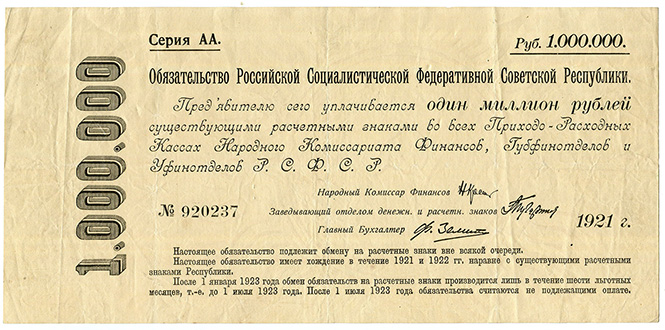 Серия АА.
Руб. 1.000.000.
1.000.000
Обязательство Российской Социалистической Федеративной Советской Республики.
Пред'явителю сего уплачивается один миллион рублей
существующими расчетными знаками во всех Приходо-Расходных
Кассах Народного Комиссариата Финансов, Губфинотделов и
Уфинотделов Р. С. Ф. С. Р.
Народный Комиссар Финансов
№ 920237
Заведывающий отделом денежн. и расчетн. знаков
1921 г.
Главный Бухгалтер
Настоящее обязательство подлежит обмену на расчетные знаки вне всякой очереди.
Настоящее обязательство имеет хождение в течение 1921 и 1922 гг. наравне с существующими расчетными
знаками Республики.
После 1 января 1923 года обмен обязательств на расчетные знаки производится лишь в течение шести льготных
месяцев, т.-е. до 1 июля 1923 года. После 1 июля 1923 года обязательства считаются не подлежащими оплате.